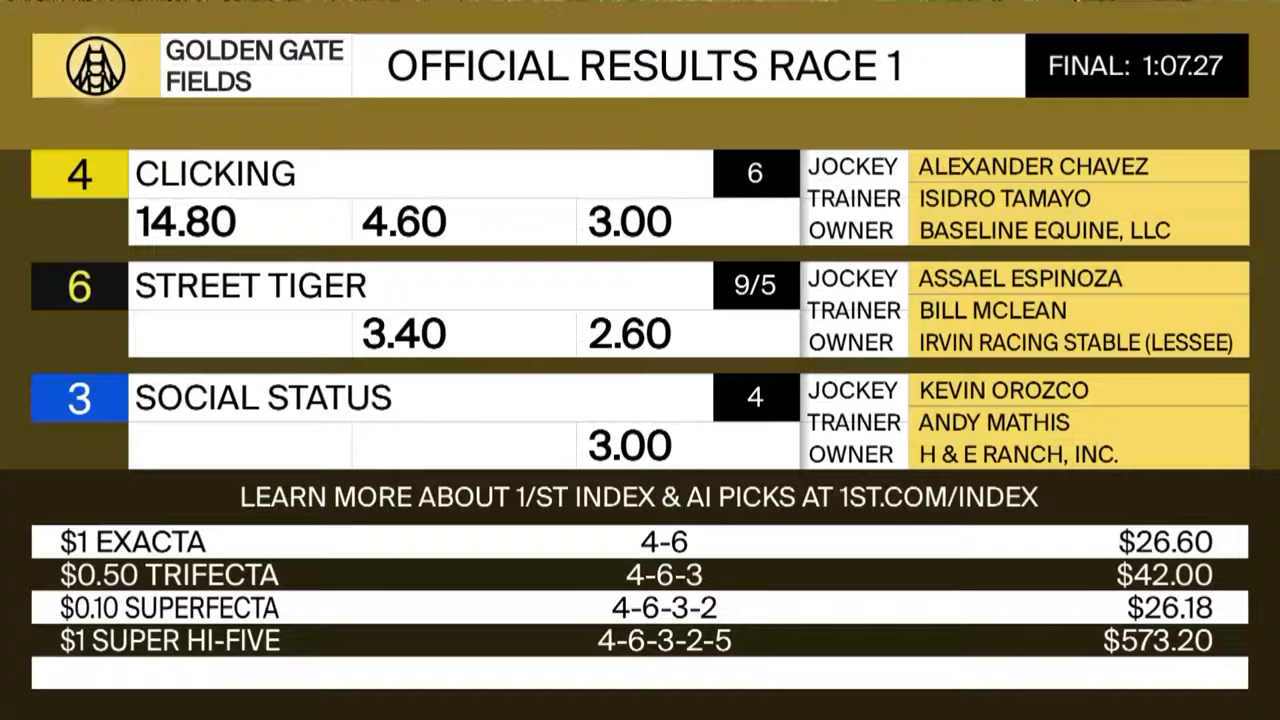 GOLDEN GATE
FIELDS
OFFICIAL RESULTS RACE 1
FINAL: 1:07.27
4 CLICKING 6
14.80 4.60 3.00
JOCKEY ALEXANDER CHAVEZ
TRAINER ISIDRO TAMAYO
OWNER BASELINE EQUINE, LLC
6 STREET TIGER 9/5
3.40 2.60
JOCKEY ASSAEL ESPINOZA
TRAINER BILL MCLEAN
OWNER IRVIN RACING STABLE (LESSEE)
3 SOCIAL STATUS 4
3.00
JOCKEY KEVIN OROZCO
TRAINER ANDY MATHIS
OWNER H & E RANCH, INC.
LEARN MORE ABOUT 1/ST INDEX & AI PICKS AT 1ST.COM/INDEX
$1 EXACTA 4-6 $26.60
$0.50 TRIFECTA 4-6-3 $42.00
$0.10 SUPERFECTA 4-6-3-2 $26.18
$1 SUPER HI-FIVE 4-6-3-2-5 $573.20